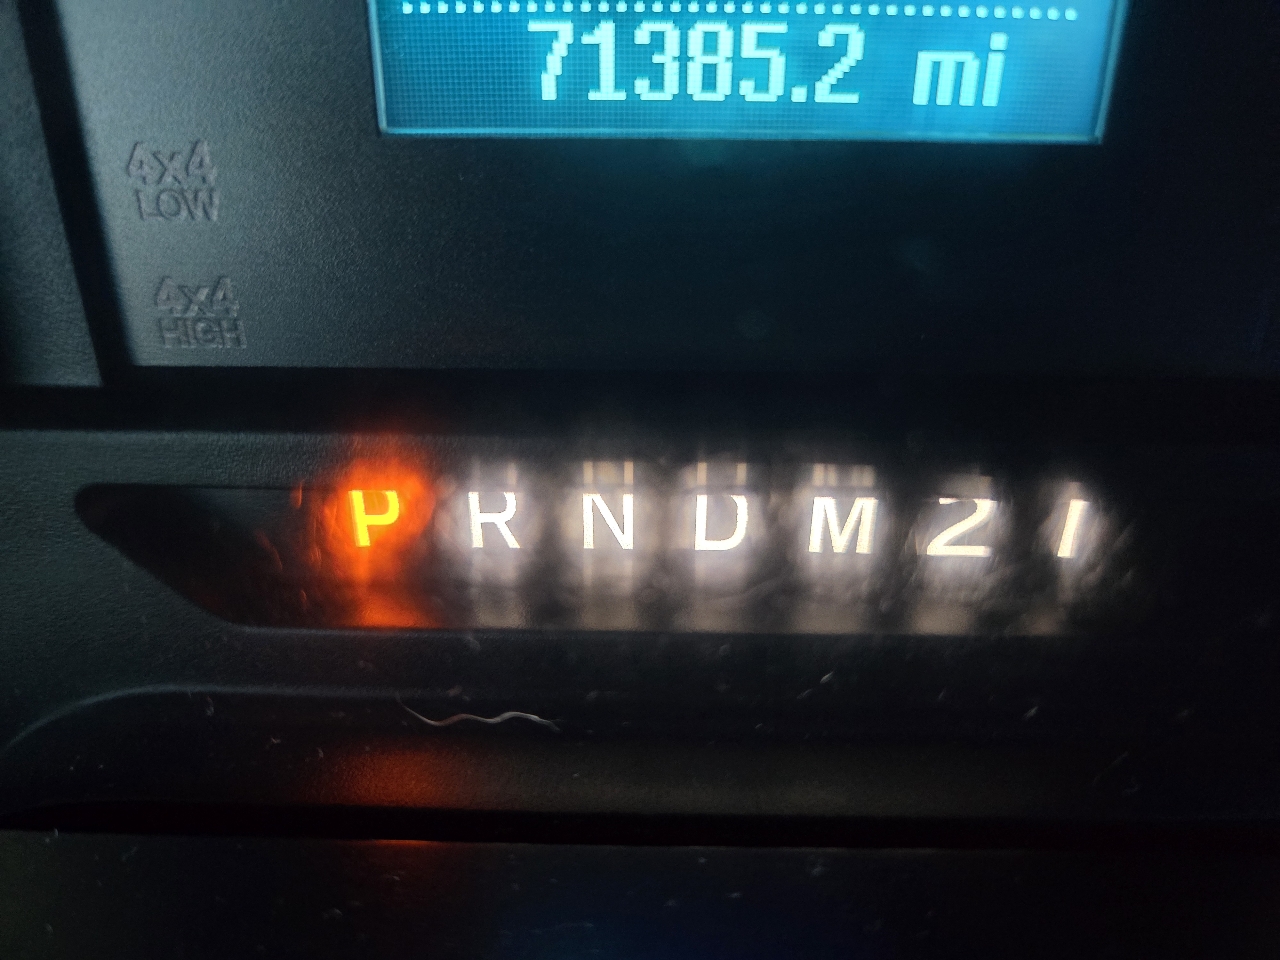 71385.2 mi
4x4
LOW
4x4
HIGH
P R N D M 2 1